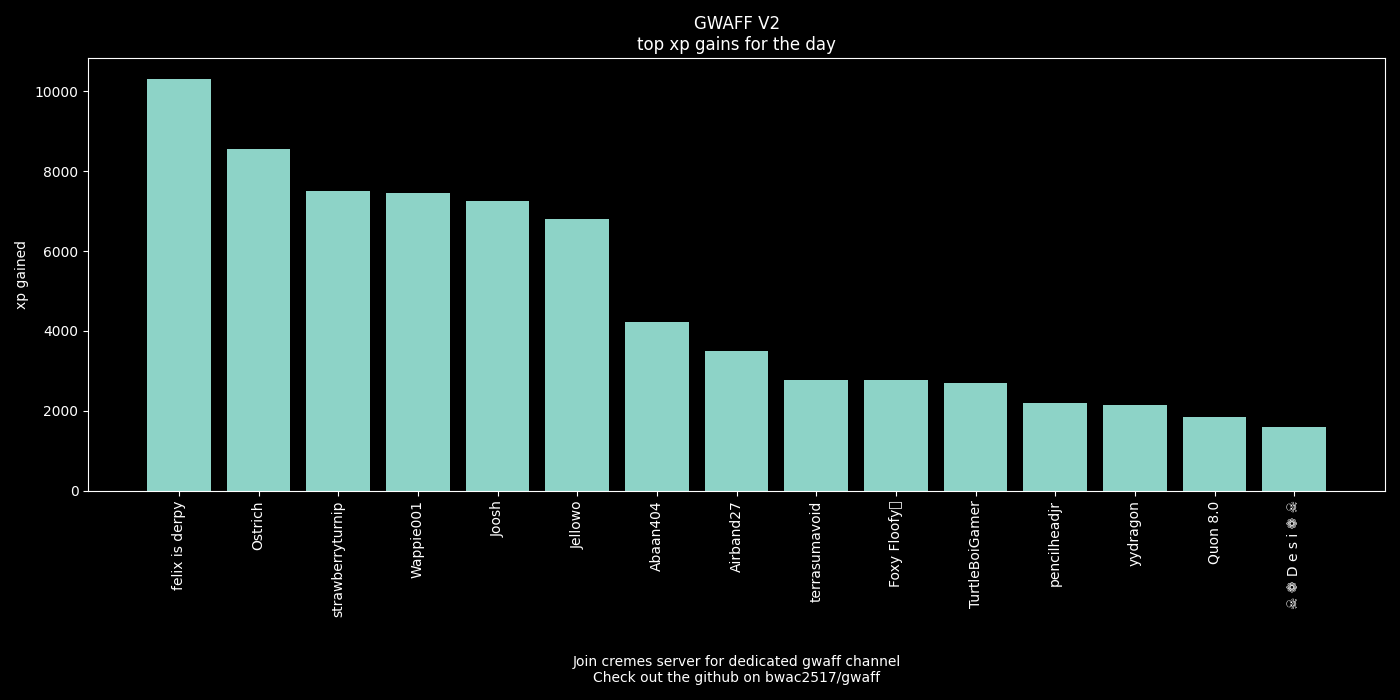 GWAFF V2
top xp gains for the day
xp gained
10000
8000
6000
4000
2000
0
felix is derpy
Ostrich
strawberryturnip
Wappie001
Joosh
Jellowo
Abaan404
Airband27
terrasumavoid
Foxy Floofy▯
TurtleBoiGamer
pencilheadjr
yydragon
Quon 8.0
☠ ❁ D e s i ❁ ☠
Join cremes server for dedicated gwaff channel
Check out the github on bwac2517/gwaff